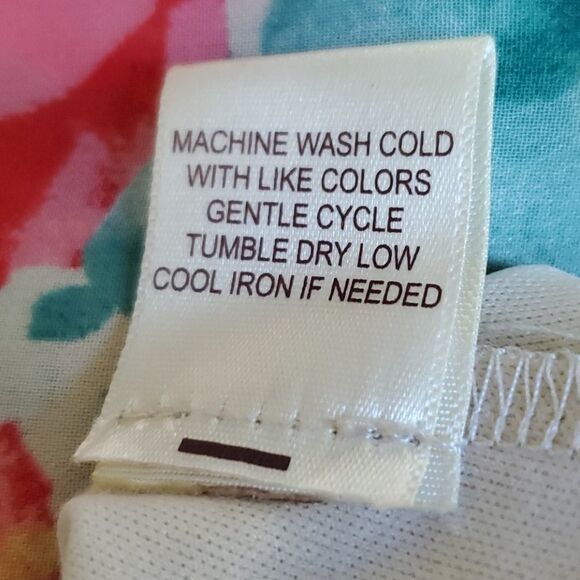 MACHINE WASH COLD
WITH LIKE COLORS
GENTLE CYCLE
TUMBLE DRY LOW
COOL IRON IF NEEDED